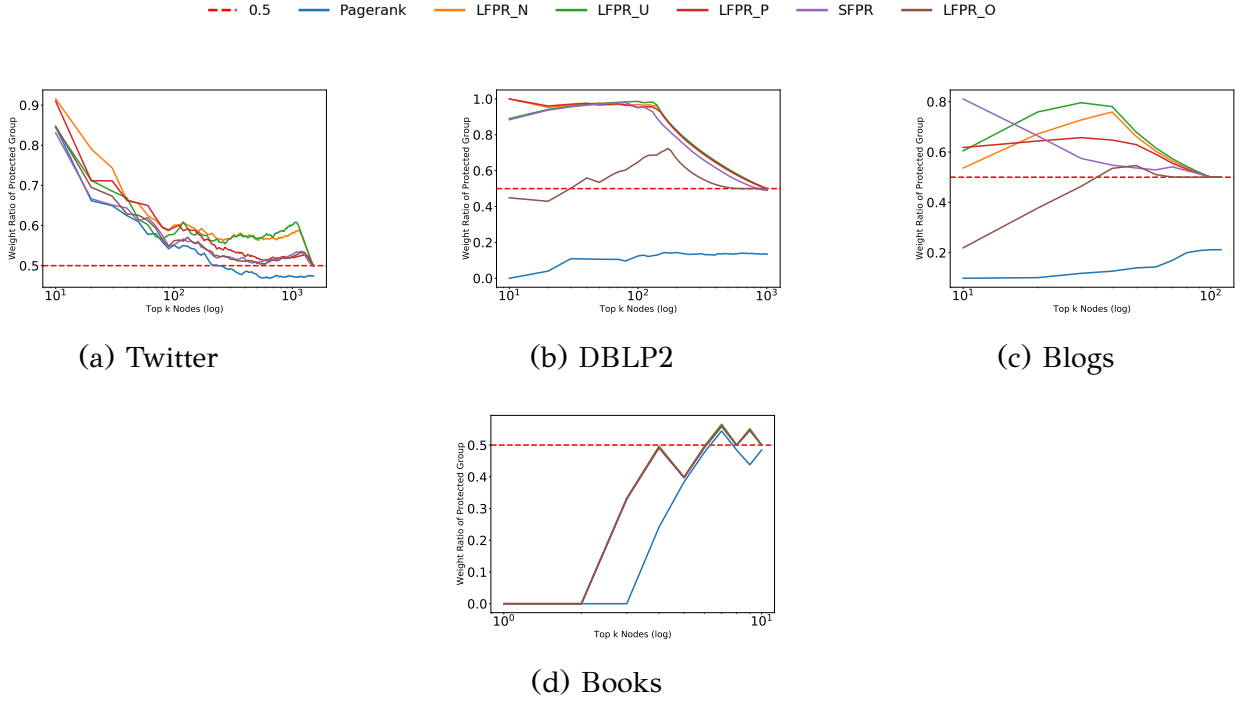 0.5 Pagerank LFPR_N LFPR_U LFPR_P SFPR LFPR_O
Weight Ratio of Protected Group
0.9
0.8
0.7
0.6
0.5
10¹ 10² 10³
Top k Nodes (log)
(a) Twitter
Weight Ratio of Protected Group
1.0
0.8
0.6
0.4
0.2
0.0
10¹ 10² 10³
Top k Nodes (log)
(b) DBLP2
Weight Ratio of Protected Group
0.8
0.6
0.4
0.2
10¹ 10²
Top k Nodes (log)
(c) Blogs
Weight Ratio of Protected Group
0.5
0.4
0.3
0.2
0.1
0.0
10⁰ 10¹
Top k Nodes (log)
(d) Books